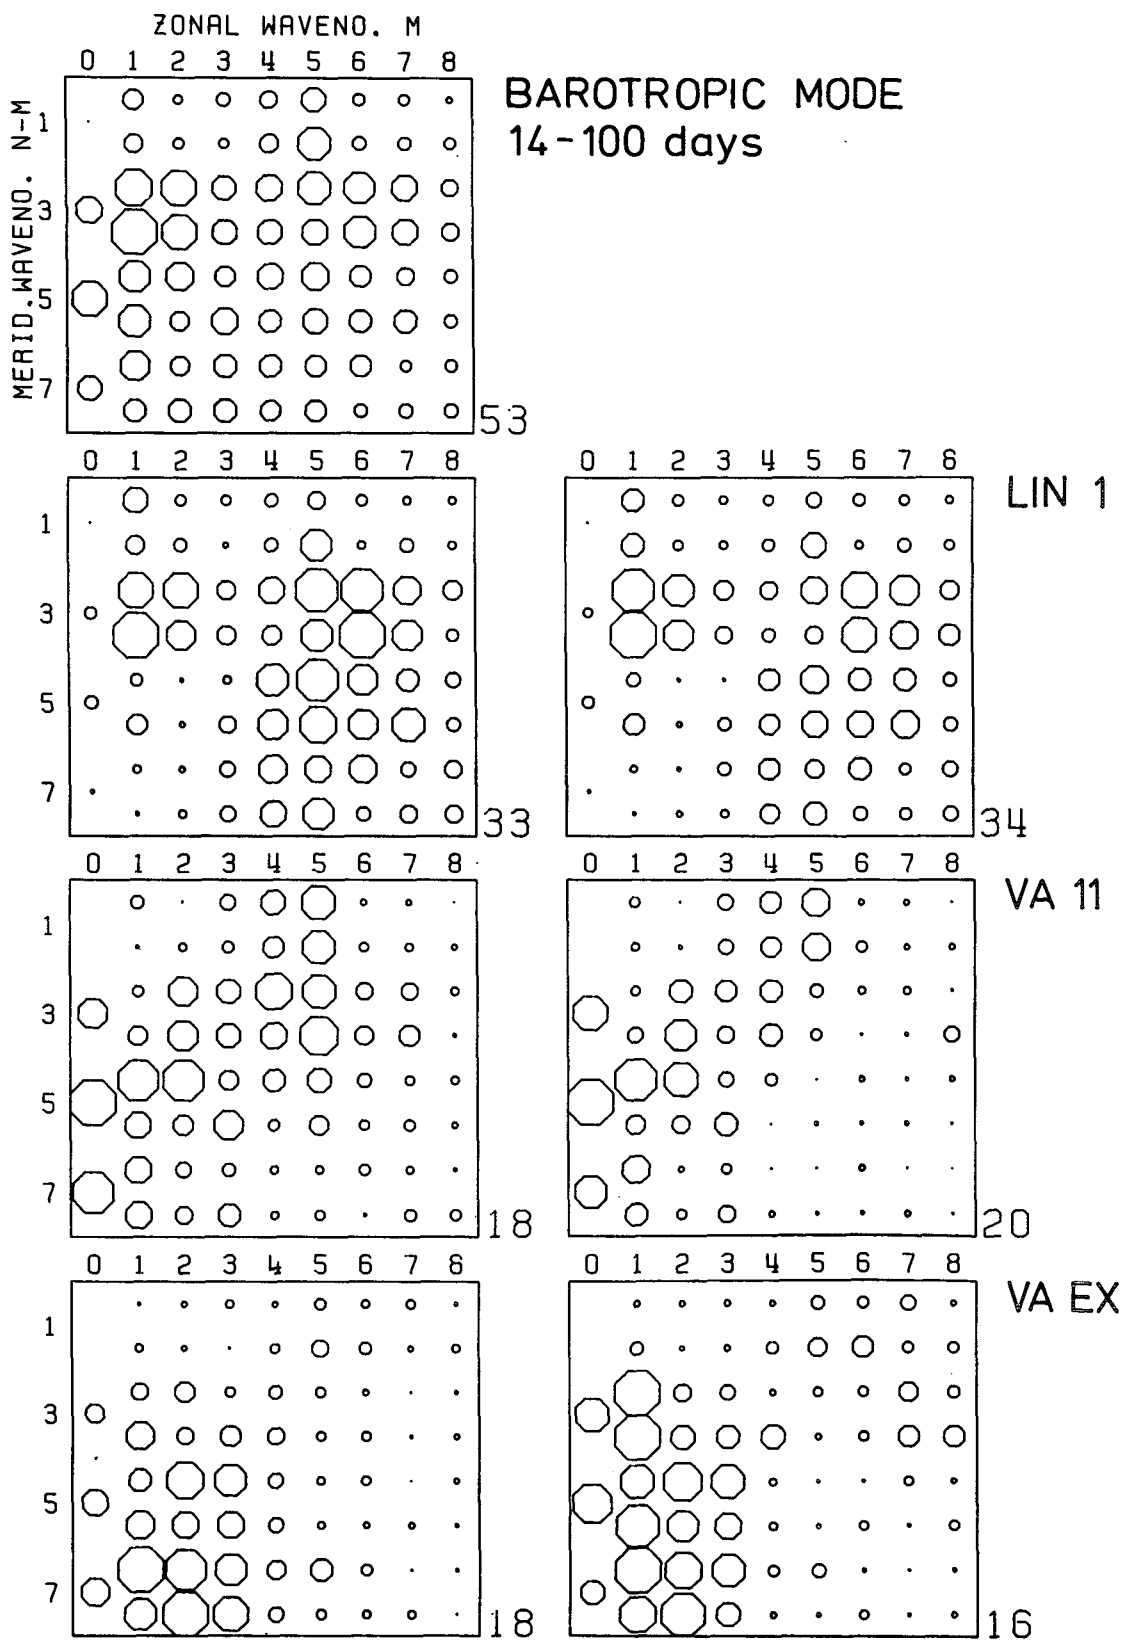 ZONAL WAVENO. M
0 1 2 3 4 5 6 7 8
MERID.WAVENO. N-M
1
3
5
7
BAROTROPIC MODE
14-100 days
53
0 1 2 3 4 5 6 7 8
1
3
5
7
33
0 1 2 3 4 5 6 7 8
LIN 1
34
0 1 2 3 4 5 6 7 8
1
3
5
7
18
0 1 2 3 4 5 6 7 8
VA 11
20
0 1 2 3 4 5 6 7 8
1
3
5
7
18
0 1 2 3 4 5 6 7 8
VA EX
16